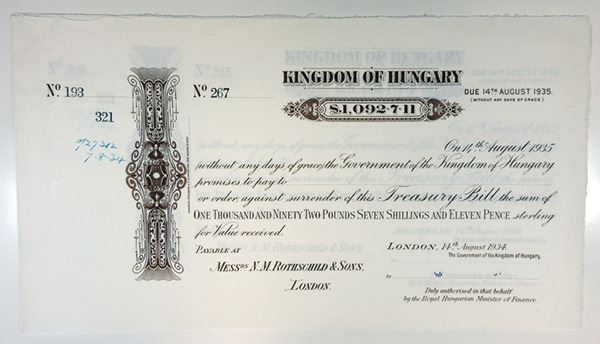 KINGDOM OF HUNGARY
DUE 14TH AUGUST 1935.
(WITHOUT ANY DAYS OF GRACE)
No 193
No 267
S.1,092-7-11
321
7.8.34
On 14th August 1935
without any days of grace, the Government of the Kingdom of Hungary
promises to pay to
or order, against surrender of this Treasury Bill, the sum of
ONE THOUSAND AND NINETY-TWO POUNDS SEVEN SHILLINGS AND ELEVEN PENCE, sterling
for Value received.
PAYABLE AT
MESSRS N. M. ROTHSCHILD & SONS,
LONDON.
LONDON, 14th August 1934.
The Government of the Kingdom of Hungary,
by
Duly authorised in that behalf
by the Royal Hungarian Minister of Finance.